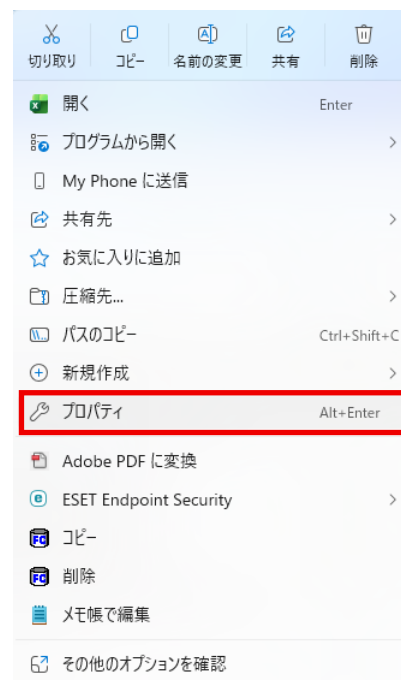 切り取り コピー 名前の変更 共有 削除
開く Enter
プログラムから開く
My Phone に送信
共有先
お気に入りに追加
圧縮先...
パスのコピー Ctrl+Shift+C
新規作成
プロパティ Alt+Enter
Adobe PDF に変換
ESET Endpoint Security
FC コピー
FC 削除
メモ帳で編集
その他のオプションを確認